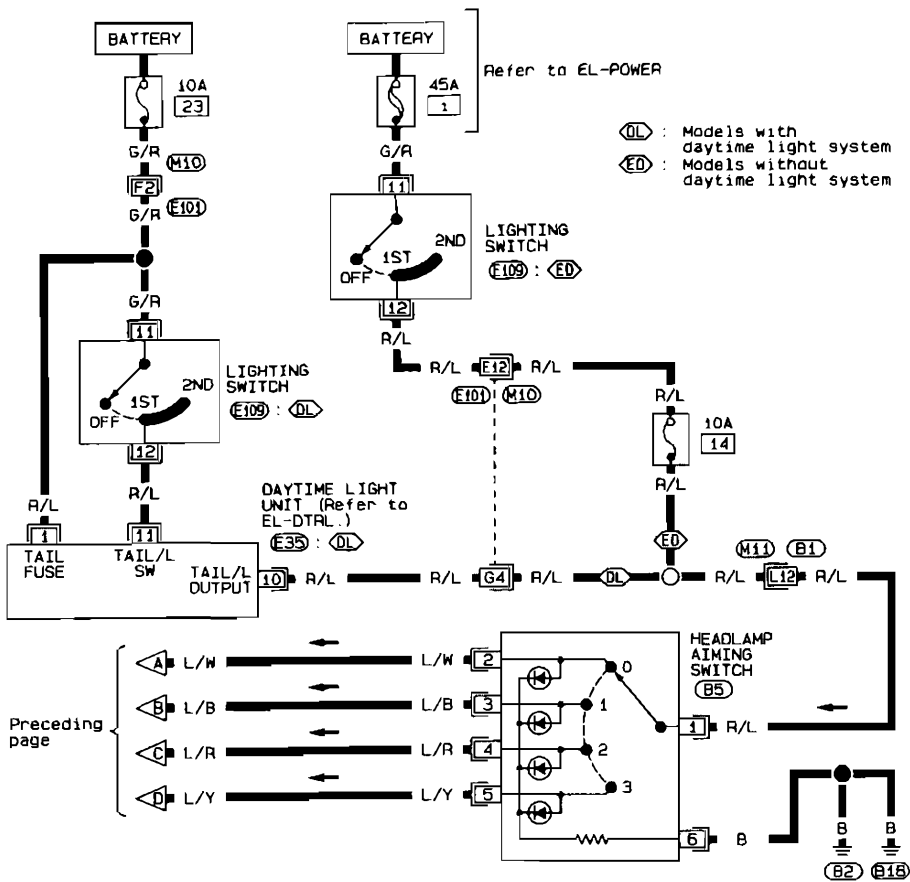 BATTERY
BATTERY
Refer to EL-POWER
10A
23
45A
1
DL : Models with
daytime light system
ED : Models without
daytime light system
G/R
M10
G/R
F2
11
G/R
E101
LIGHTING
SWITCH
E109 : ED
2ND
1ST
OFF
G/R
12
11
R/L
LIGHTING
SWITCH
E109 : DL
2ND
1ST
OFF
R/L
E12
R/L
E101
M10
R/L
10A
14
12
R/L
R/L
R/L
DAYTIME LIGHT
UNIT (Refer to
EL-DTRL.)
E35 : DL
ED
M11
B1
1
11
TAIL
FUSE
TAIL/L
SW
TAIL/L
OUTPUT
10
R/L
R/L
G4
R/L
DL
R/L
L12
R/L
HEADLAMP
AIMING
SWITCH
B5
Preceding
page
A
L/W
L/W
2
0
B
L/B
L/B
3
1
1
R/L
C
L/R
L/R
4
2
D
L/Y
L/Y
5
3
6
B
B
B
B2
B18